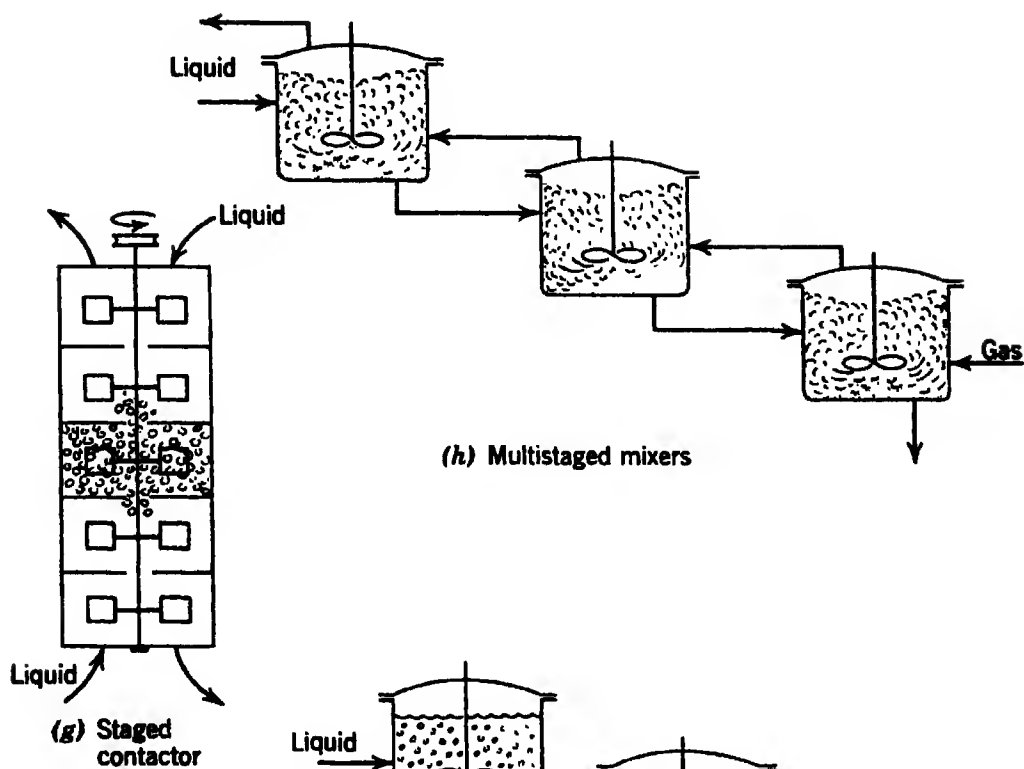 Liquid
Liquid
Gas
(h) Multistaged mixers
Liquid
(g) Staged
contactor
Liquid